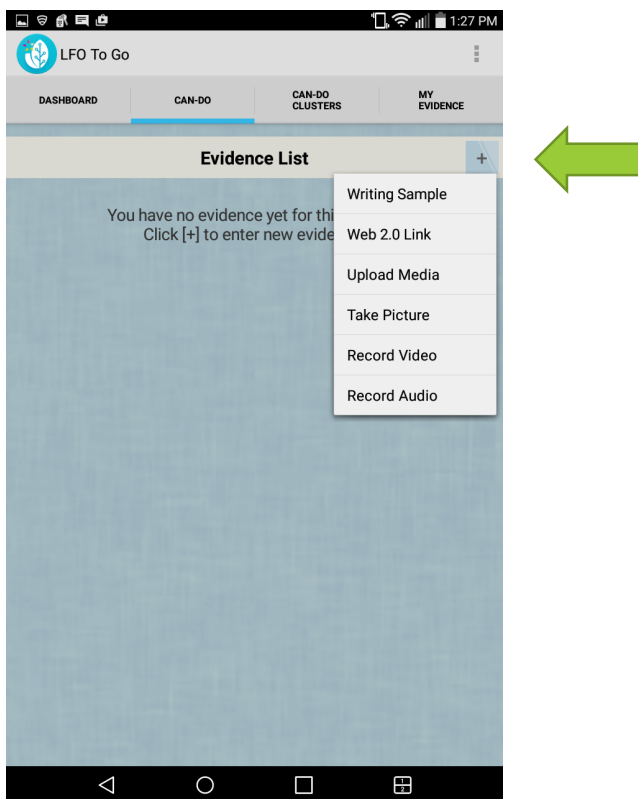 1:27 PM
LFO To Go
DASHBOARD
CAN-DO
CAN-DO
CLUSTERS
MY
EVIDENCE
Evidence List
+
You have no evidence yet for thi
Click [+] to enter new evide
Writing Sample
Web 2.0 Link
Upload Media
Take Picture
Record Video
Record Audio
1
2